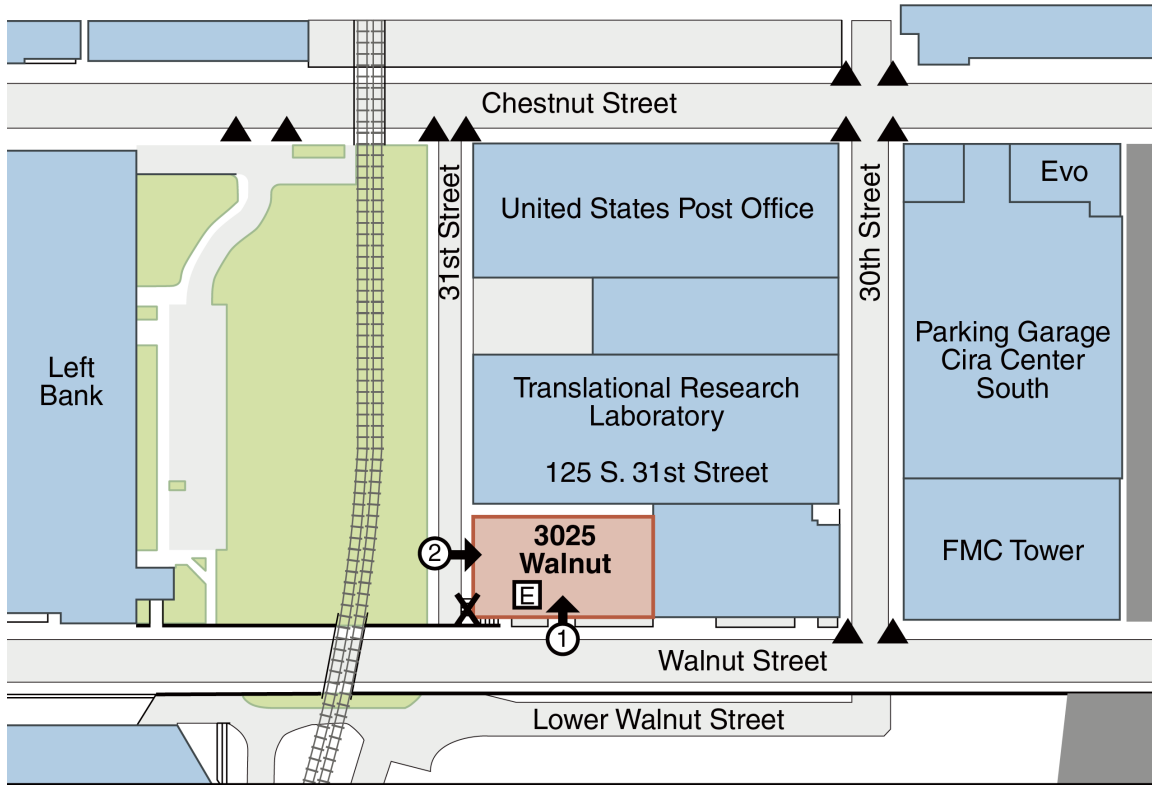 Chestnut Street
31st Street
United States Post Office
30th Street
Evo
Parking Garage
Cira Center
South
Left
Bank
Translational Research
Laboratory
125 S. 31st Street
3025
Walnut
2
E
1
FMC Tower
Walnut Street
Lower Walnut Street